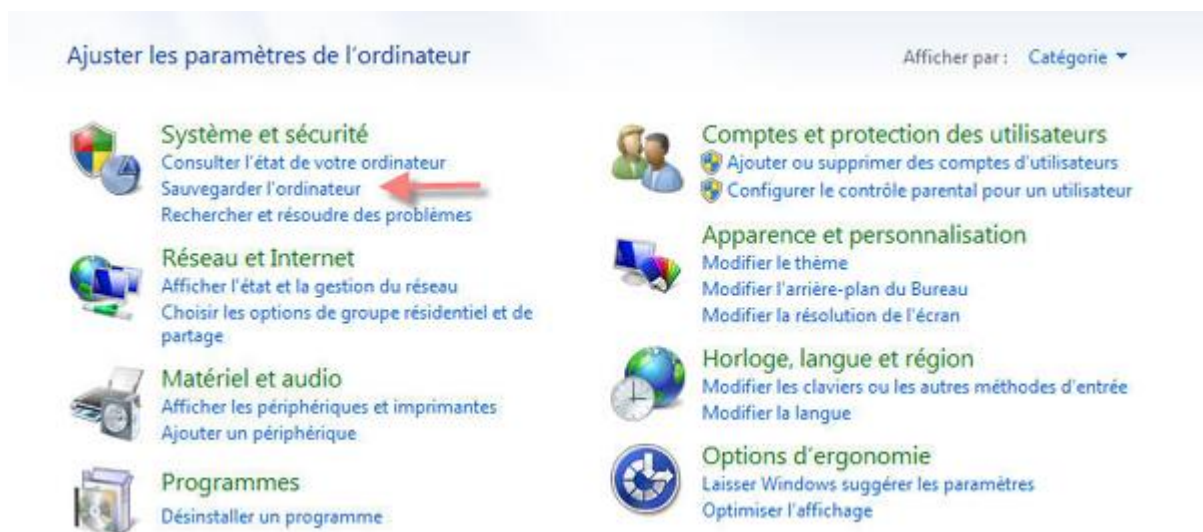 Ajuster les paramètres de l'ordinateur
Afficher par : Catégorie
Système et sécurité
Consulter l'état de votre ordinateur
Sauvegarder l'ordinateur
Rechercher et résoudre des problèmes
Réseau et Internet
Afficher l'état et la gestion du réseau
Choisir les options de groupe résidentiel et de
partage
Matériel et audio
Afficher les périphériques et imprimantes
Ajouter un périphérique
Programmes
Désinstaller un programme
Comptes et protection des utilisateurs
Ajouter ou supprimer des comptes d'utilisateurs
Configurer le contrôle parental pour un utilisateur
Apparence et personnalisation
Modifier le thème
Modifier l'arrière-plan du Bureau
Modifier la résolution de l'écran
Horloge, langue et région
Modifier les claviers ou les autres méthodes d'entrée
Modifier la langue
Options d'ergonomie
Laisser Windows suggérer les paramètres
Optimiser l'affichage